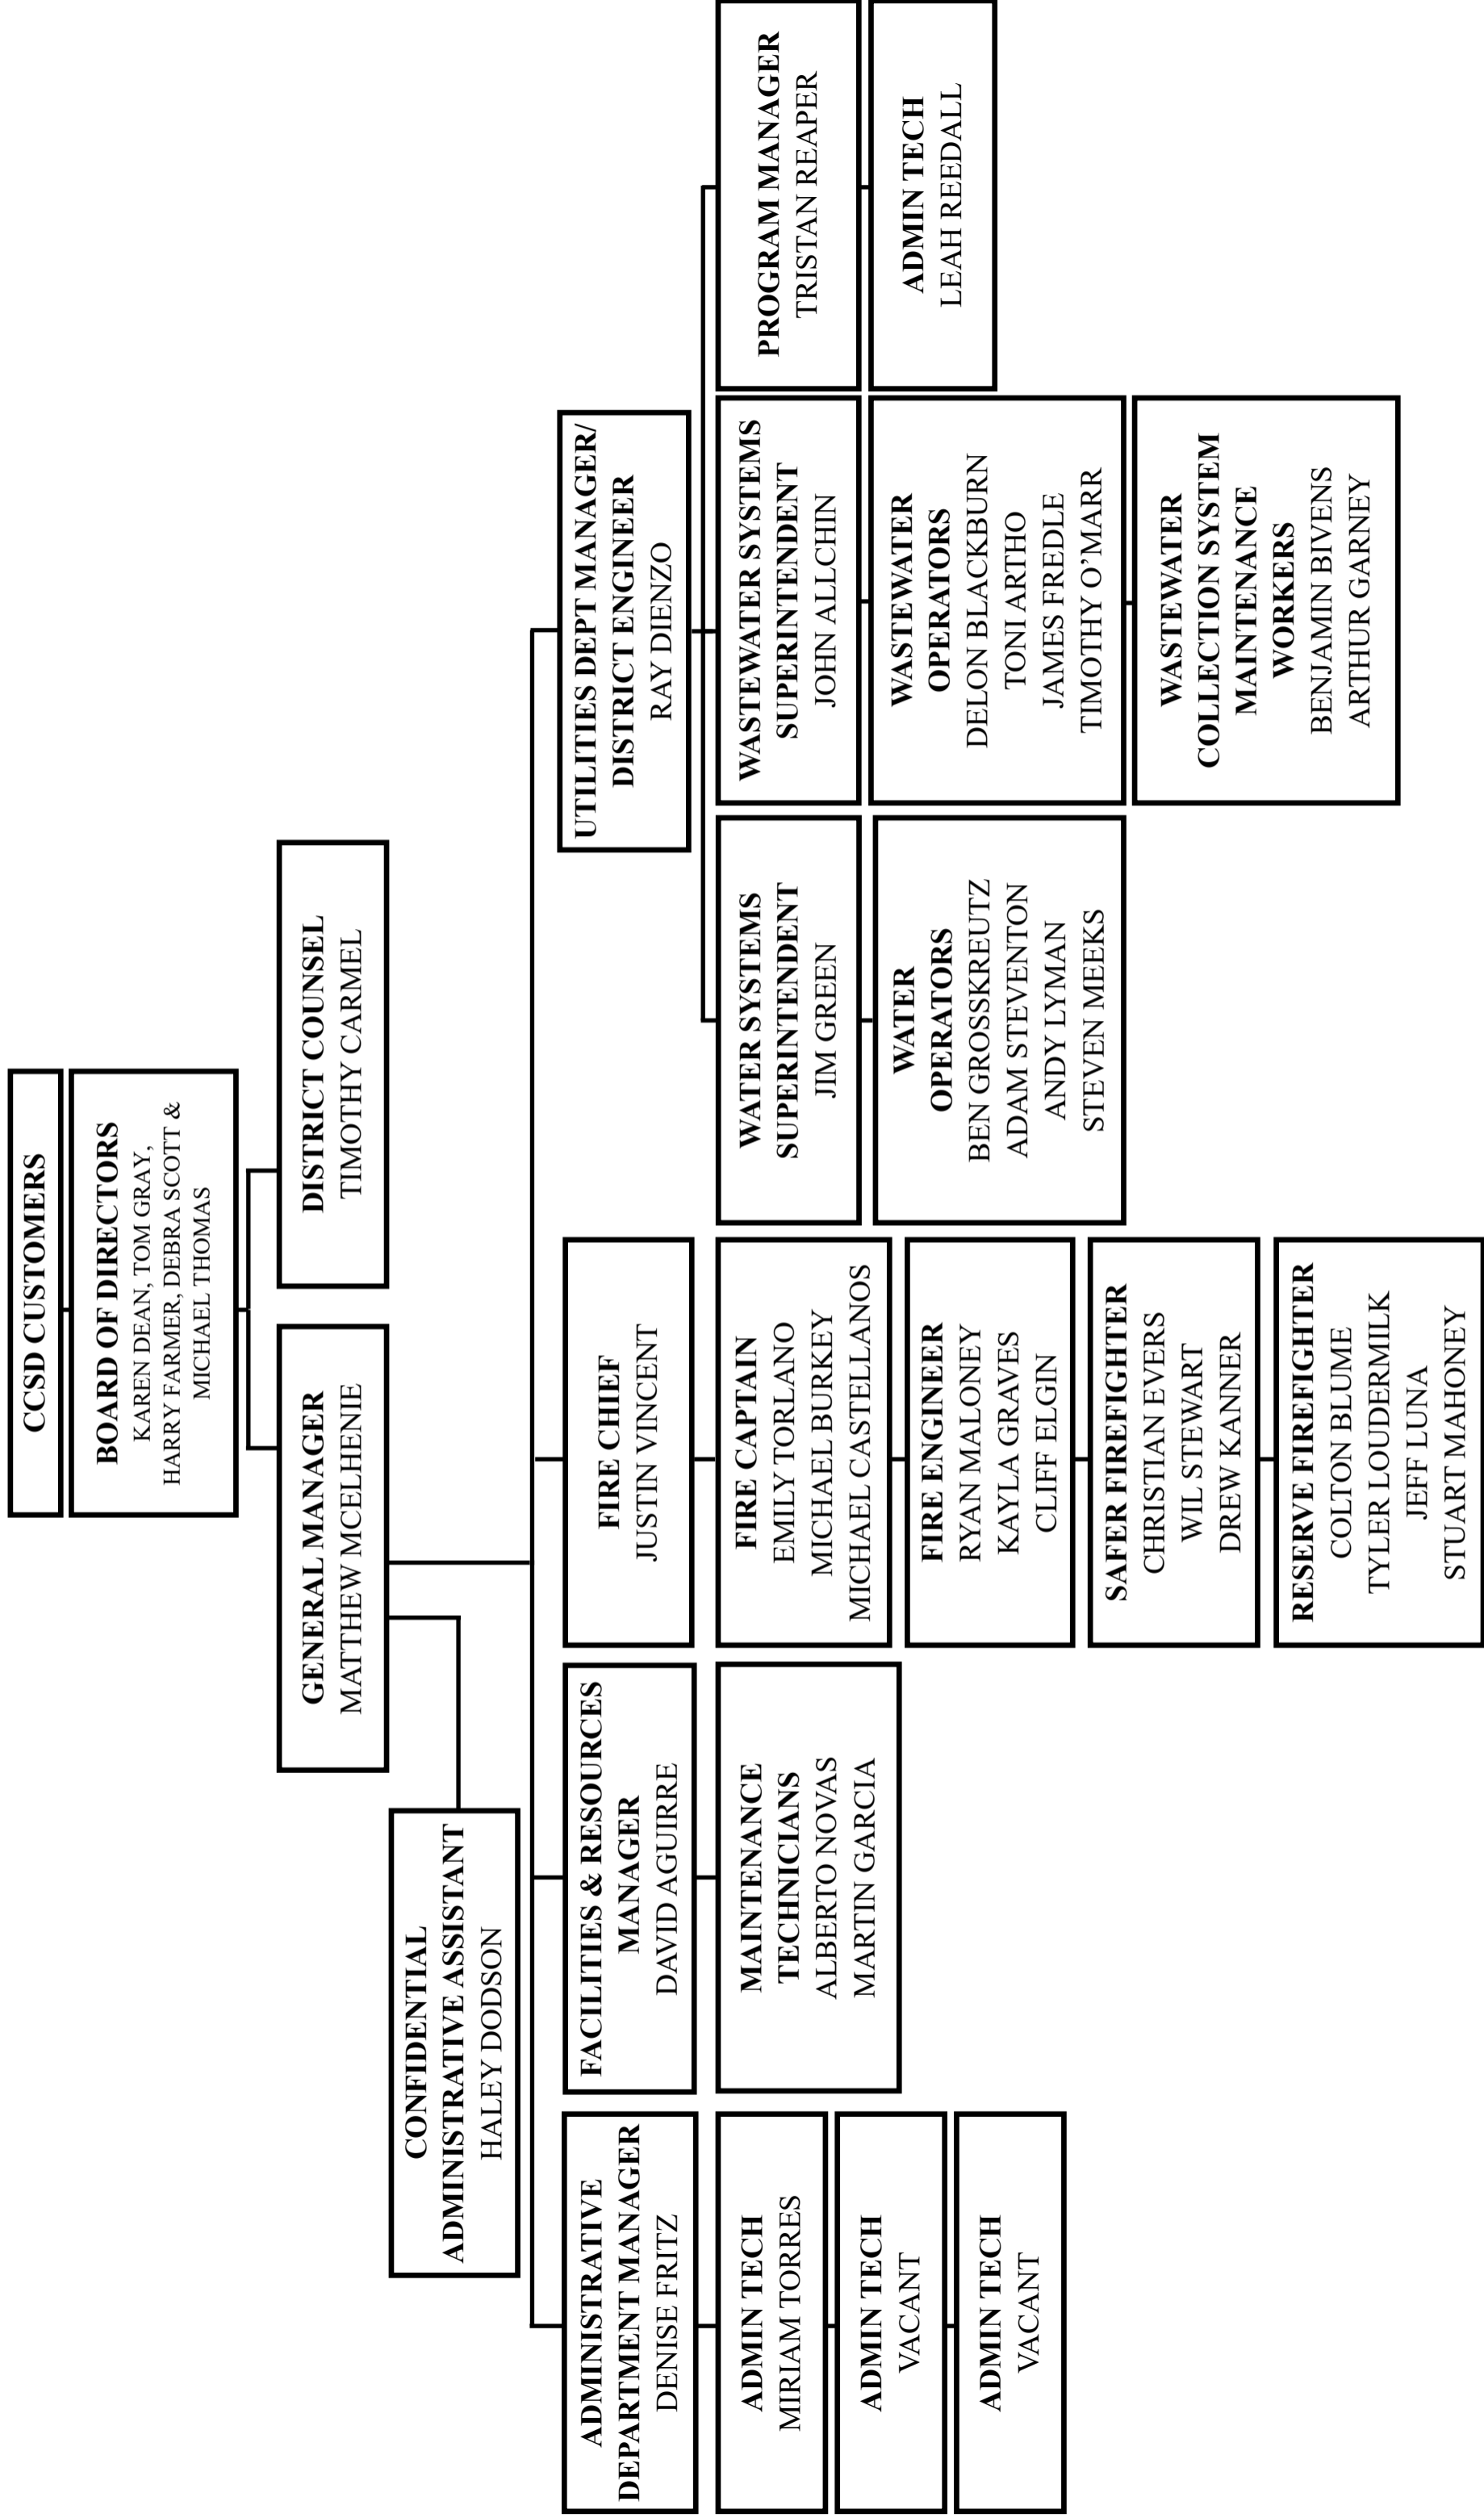 CCSD CUSTOMERS
BOARD OF DIRECTORS
KAREN DEAN, TOM GRAY,
HARRY FARMER, DEBRA SCOTT &
MICHAEL THOMAS
GENERAL MANAGER
MATTHEW MCELHENIE
DISTRICT COUNSEL
TIMOTHY CARMEL
CONFIDENTIAL
ADMINISTRATIVE ASSISTANT
HALEY DODSON
ADMINISTRATIVE
DEPARTMENT MANAGER
DENISE FRITZ
ADMIN TECH
MIRIAM TORRES
ADMIN TECH
VACANT
ADMIN TECH
VACANT
FACILITIES & RESOURCES
MANAGER
DAVID AGUIRRE
MAINTENANCE
TECHNICIANS
ALBERTO NOVAS
MARTIN GARCIA
FIRE CHIEF
JUSTIN VINCENT
FIRE CAPTAIN
EMILY TORLANO
MICHAEL BURKEY
MICHAEL CASTELLANOS
FIRE ENGINEER
RYAN MALONEY
KAYLA GRAVES
CLIFF ELGIN
SAFER FIREFIGHTER
CHRISTIAN EVERS
WIL STEWART
DREW KANNER
RESERVE FIREFIGHTER
COLTON BLUME
TYLER LOUDERMILK
JEFF LUNA
STUART MAHONEY
UTILITIES DEPT MANAGER/
DISTRICT ENGINEER
RAY DIENZO
WATER SYSTEMS
SUPERINTENDENT
JIM GREEN
WATER
OPERATORS
BEN GROSSKREUTZ
ADAM STEVENTON
ANDY LYMAN
STEVEN MEEKS
WASTEWATER SYSTEMS
SUPERINTENDENT
JOHN ALLCHIN
WASTEWATER
OPERATORS
DELON BLACKBURN
TONI ARTHO
JAMES FREDLE
TIMOTHY O’MARR
WASTEWATER
COLLECTION SYSTEM
MAINTENANCE
WORKERS
BENJAMIN BIVENS
ARTHUR GARNEY
PROGRAM MANAGER
TRISTAN REAPER
ADMIN TECH
LEAH REEDALL